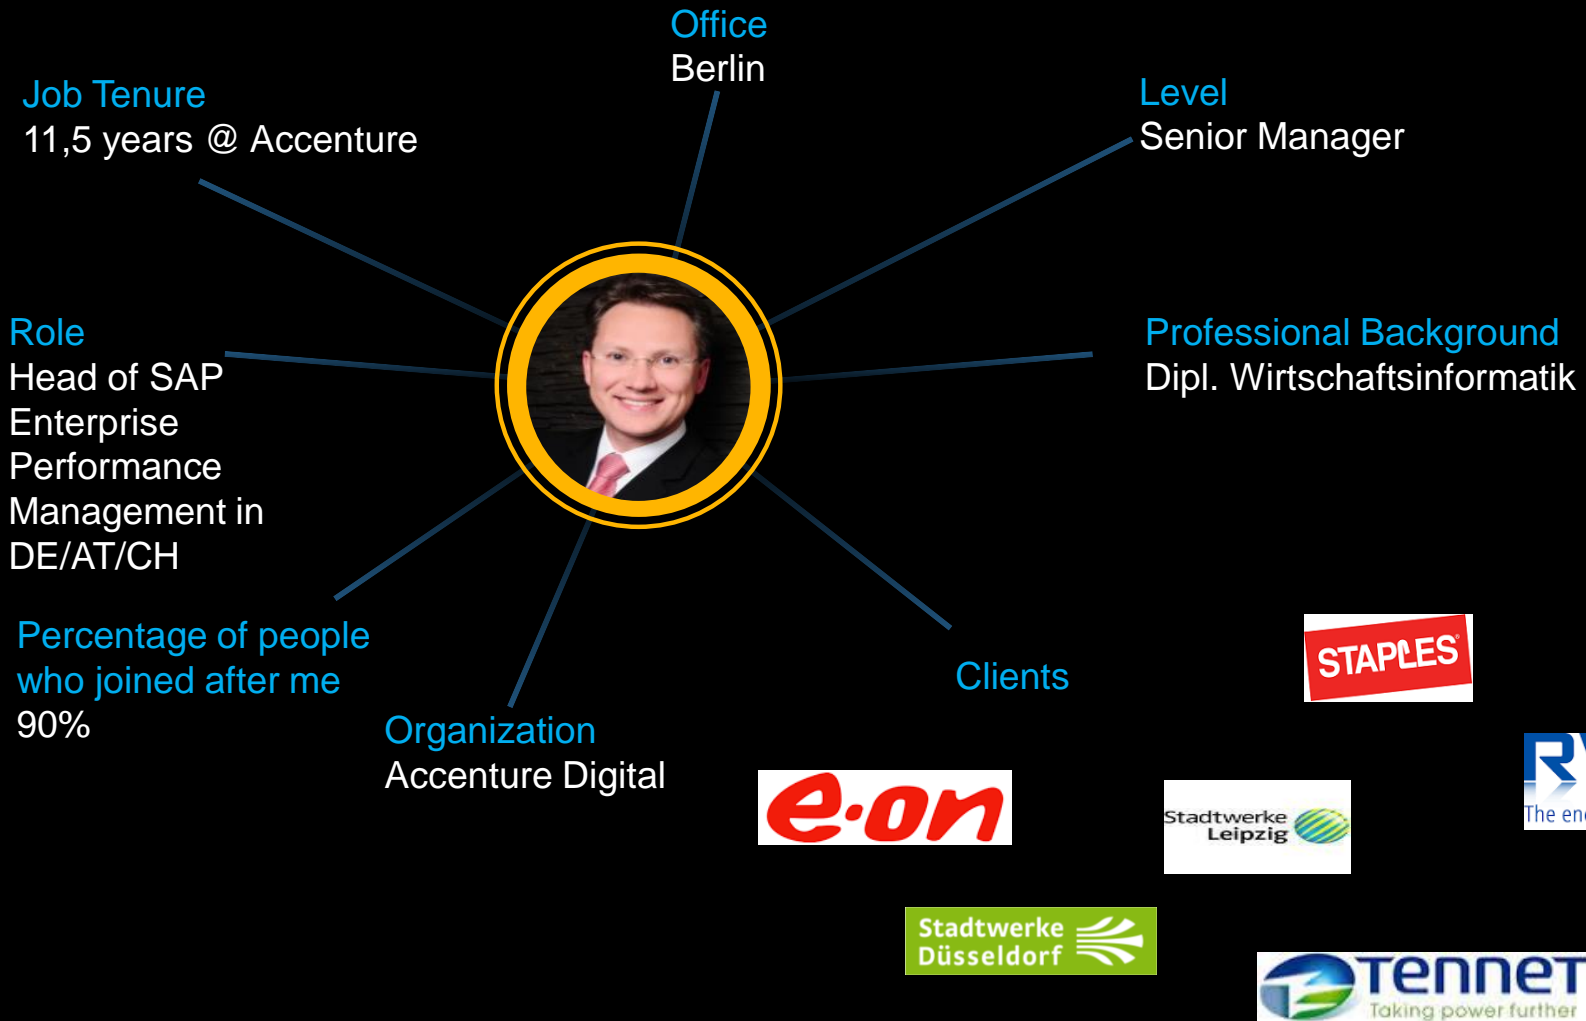 Office
Berlin
Job Tenure
11,5 years @ Accenture
Level
Senior Manager
Role
Head of SAP
Enterprise
Performance
Management in
DE/AT/CH
Professional Background
Dipl. Wirtschaftsinformatik
Percentage of people
who joined after me
90%
Organization
Accenture Digital
Clients
STAPLES
e·on
Stadtwerke
Leipzig
The
Stadtwerke
Düsseldorf
Tennet
Taking power further